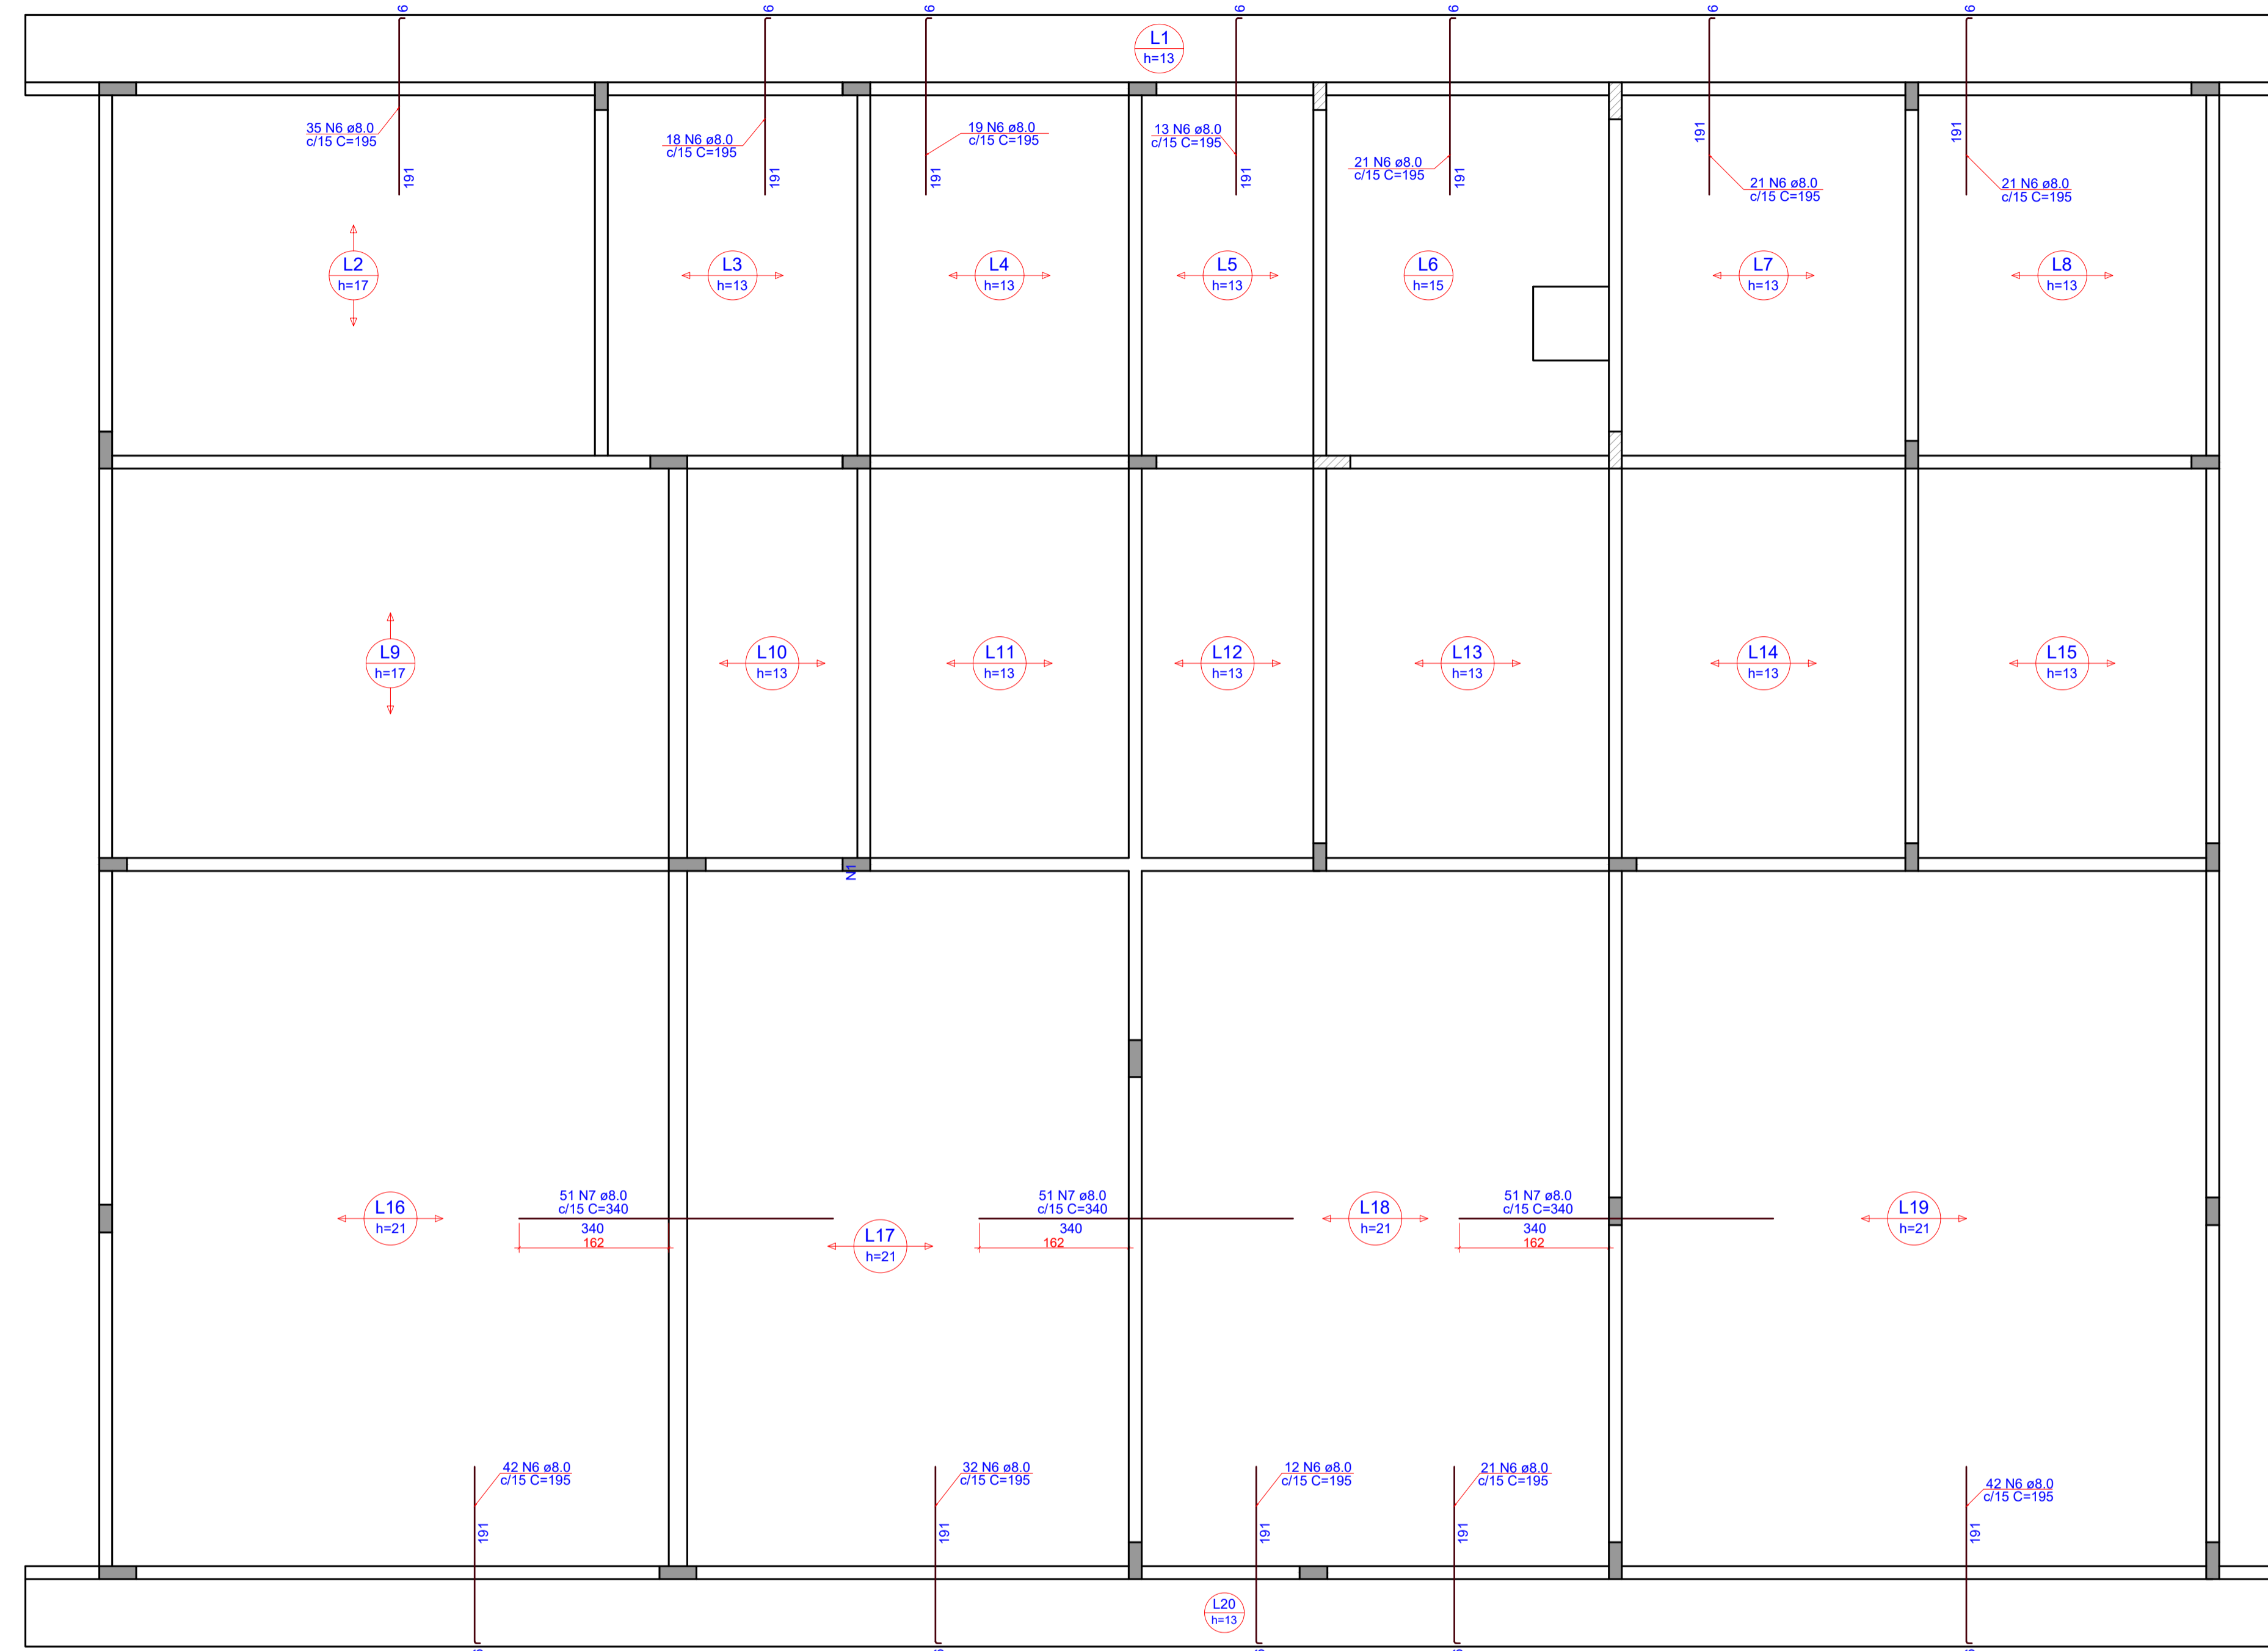 6
6
6
6
6
6
6
L1
h=13
35 N6 ø8.0
c/15 C=195
191
18 N6 ø8.0
c/15 C=195
191
19 N6 ø8.0
c/15 C=195
191
13 N6 ø8.0
c/15 C=195
191
21 N6 ø8.0
c/15 C=195
191
191
21 N6 ø8.0
c/15 C=195
191
21 N6 ø8.0
c/15 C=195
L2
h=17
L3
h=13
L4
h=13
L5
h=13
L6
h=15
L7
h=13
L8
h=13
L9
h=17
L10
h=13
L11
h=13
L12
h=13
L13
h=13
L14
h=13
L15
h=13
N1
L16
h=21
51 N7 ø8.0
c/15 C=340
340
162
L17
h=21
51 N7 ø8.0
c/15 C=340
340
162
L18
h=21
51 N7 ø8.0
c/15 C=340
340
162
L19
h=21
42 N6 ø8.0
c/15 C=195
191
32 N6 ø8.0
c/15 C=195
191
12 N6 ø8.0
c/15 C=195
191
21 N6 ø8.0
c/15 C=195
191
42 N6 ø8.0
c/15 C=195
191
L20
h=13